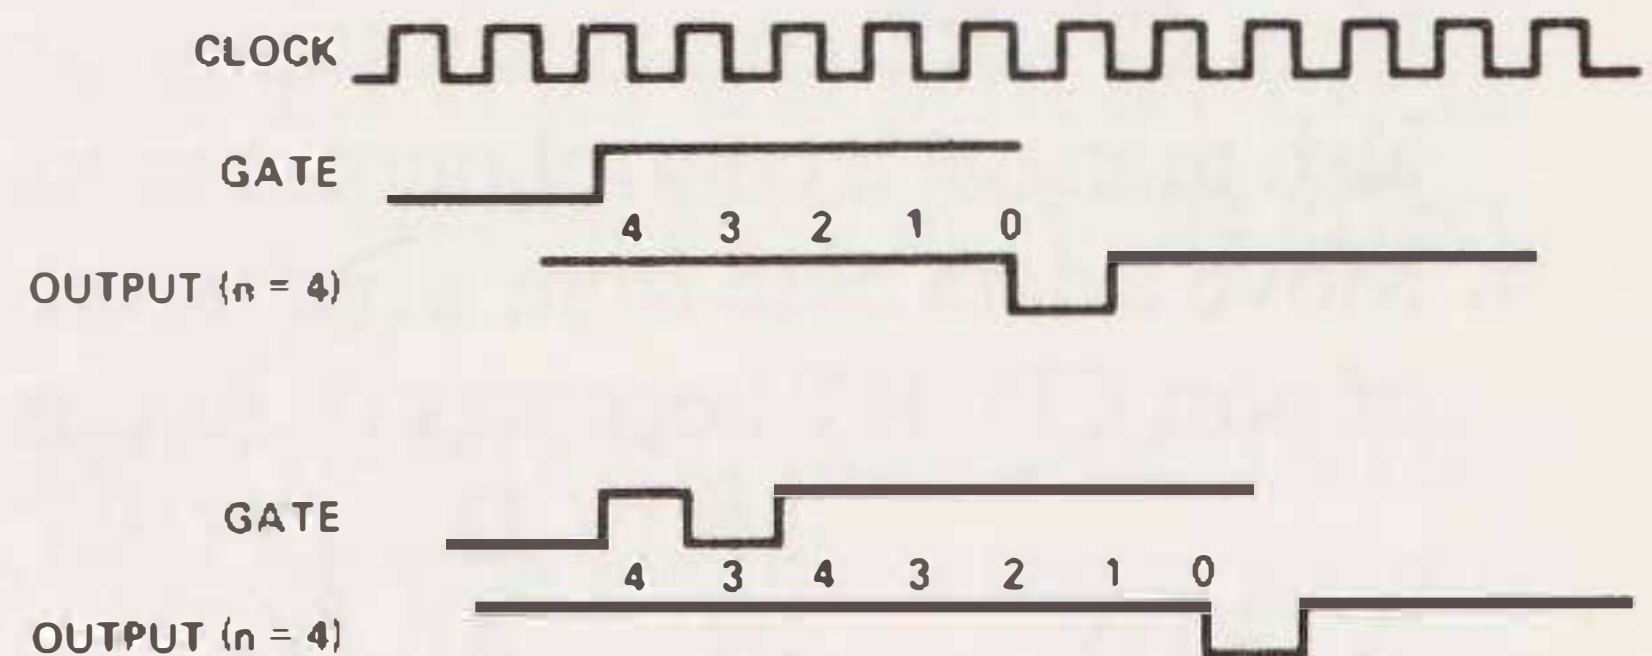 CLOCK
GATE
4 3 2 1 0
OUTPUT (n = 4)
GATE
4 3 4 3 2 1 0
OUTPUT (n = 4)